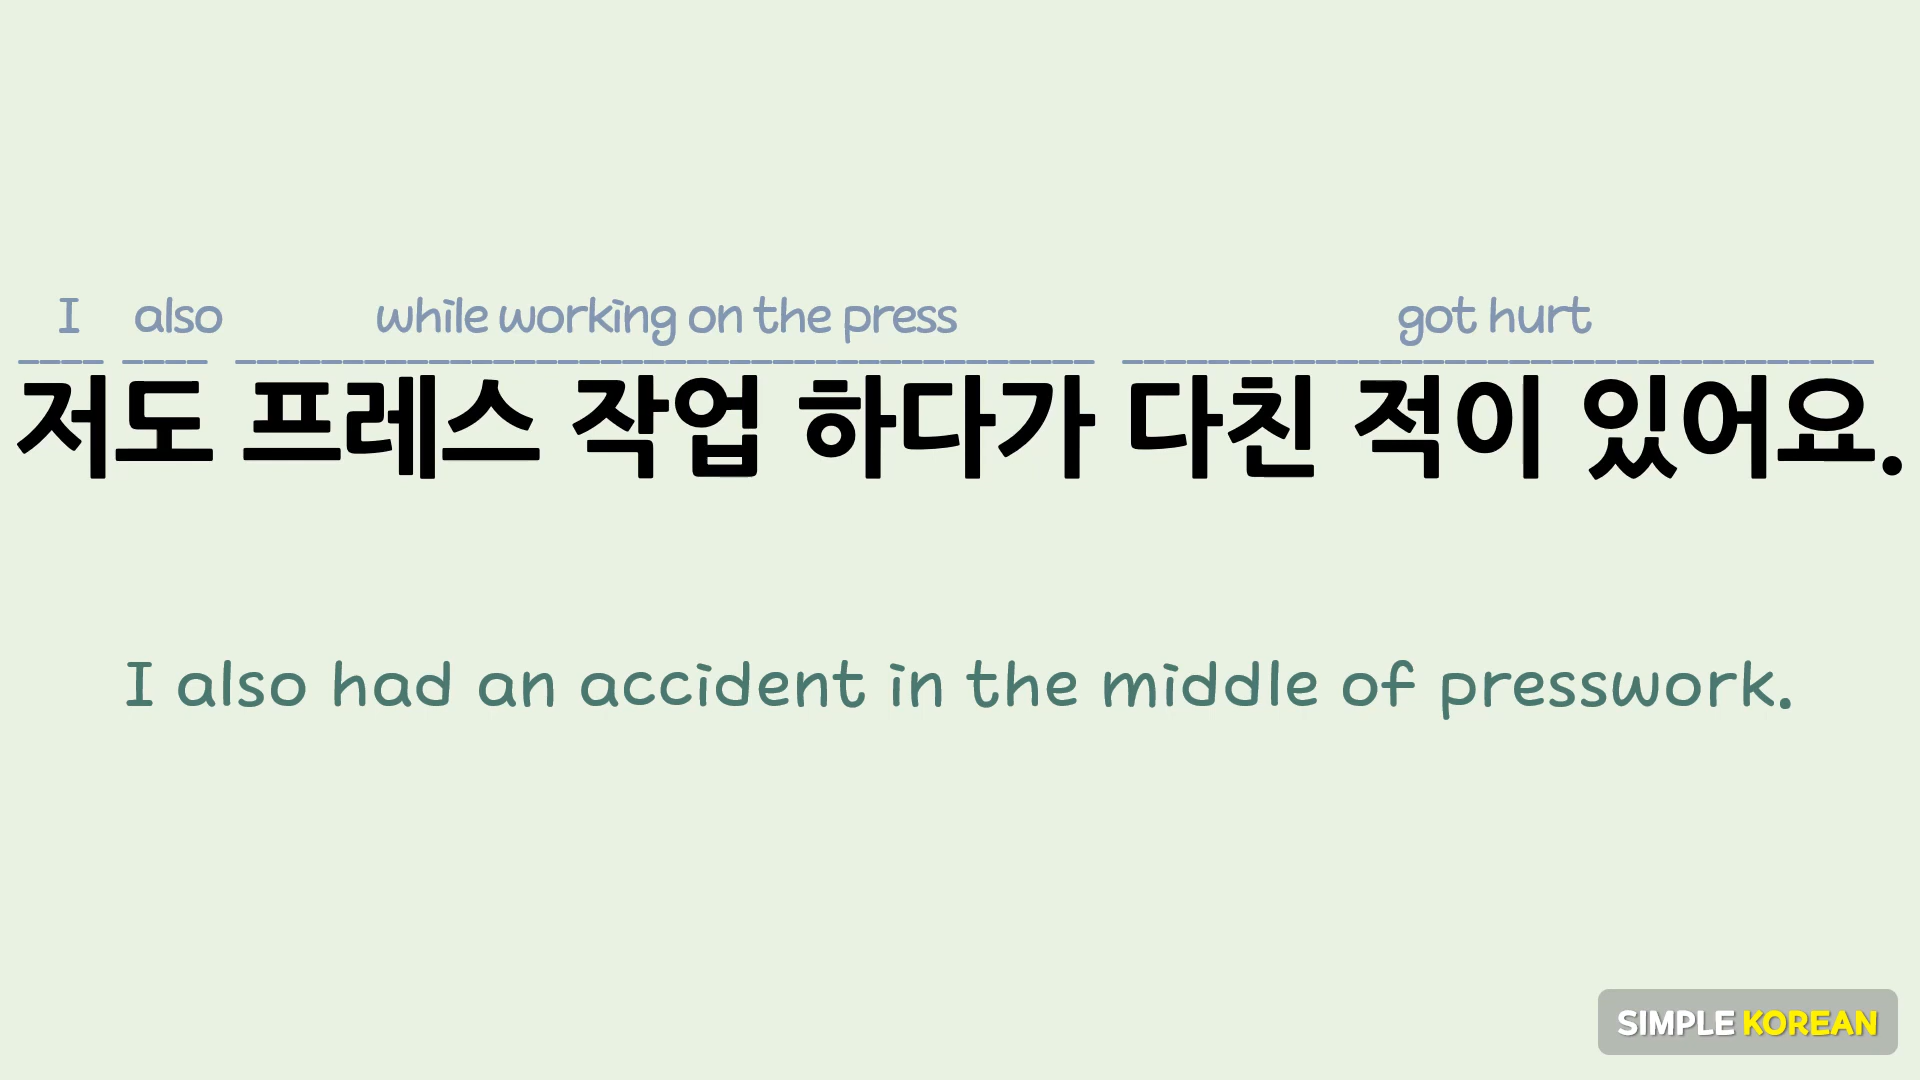 I also while working on the press got hurt
저도 프레스 작업 하다가 다친 적이 있어요.
I also had an accident in the middle of presswork.
SIMPLE KOREAN